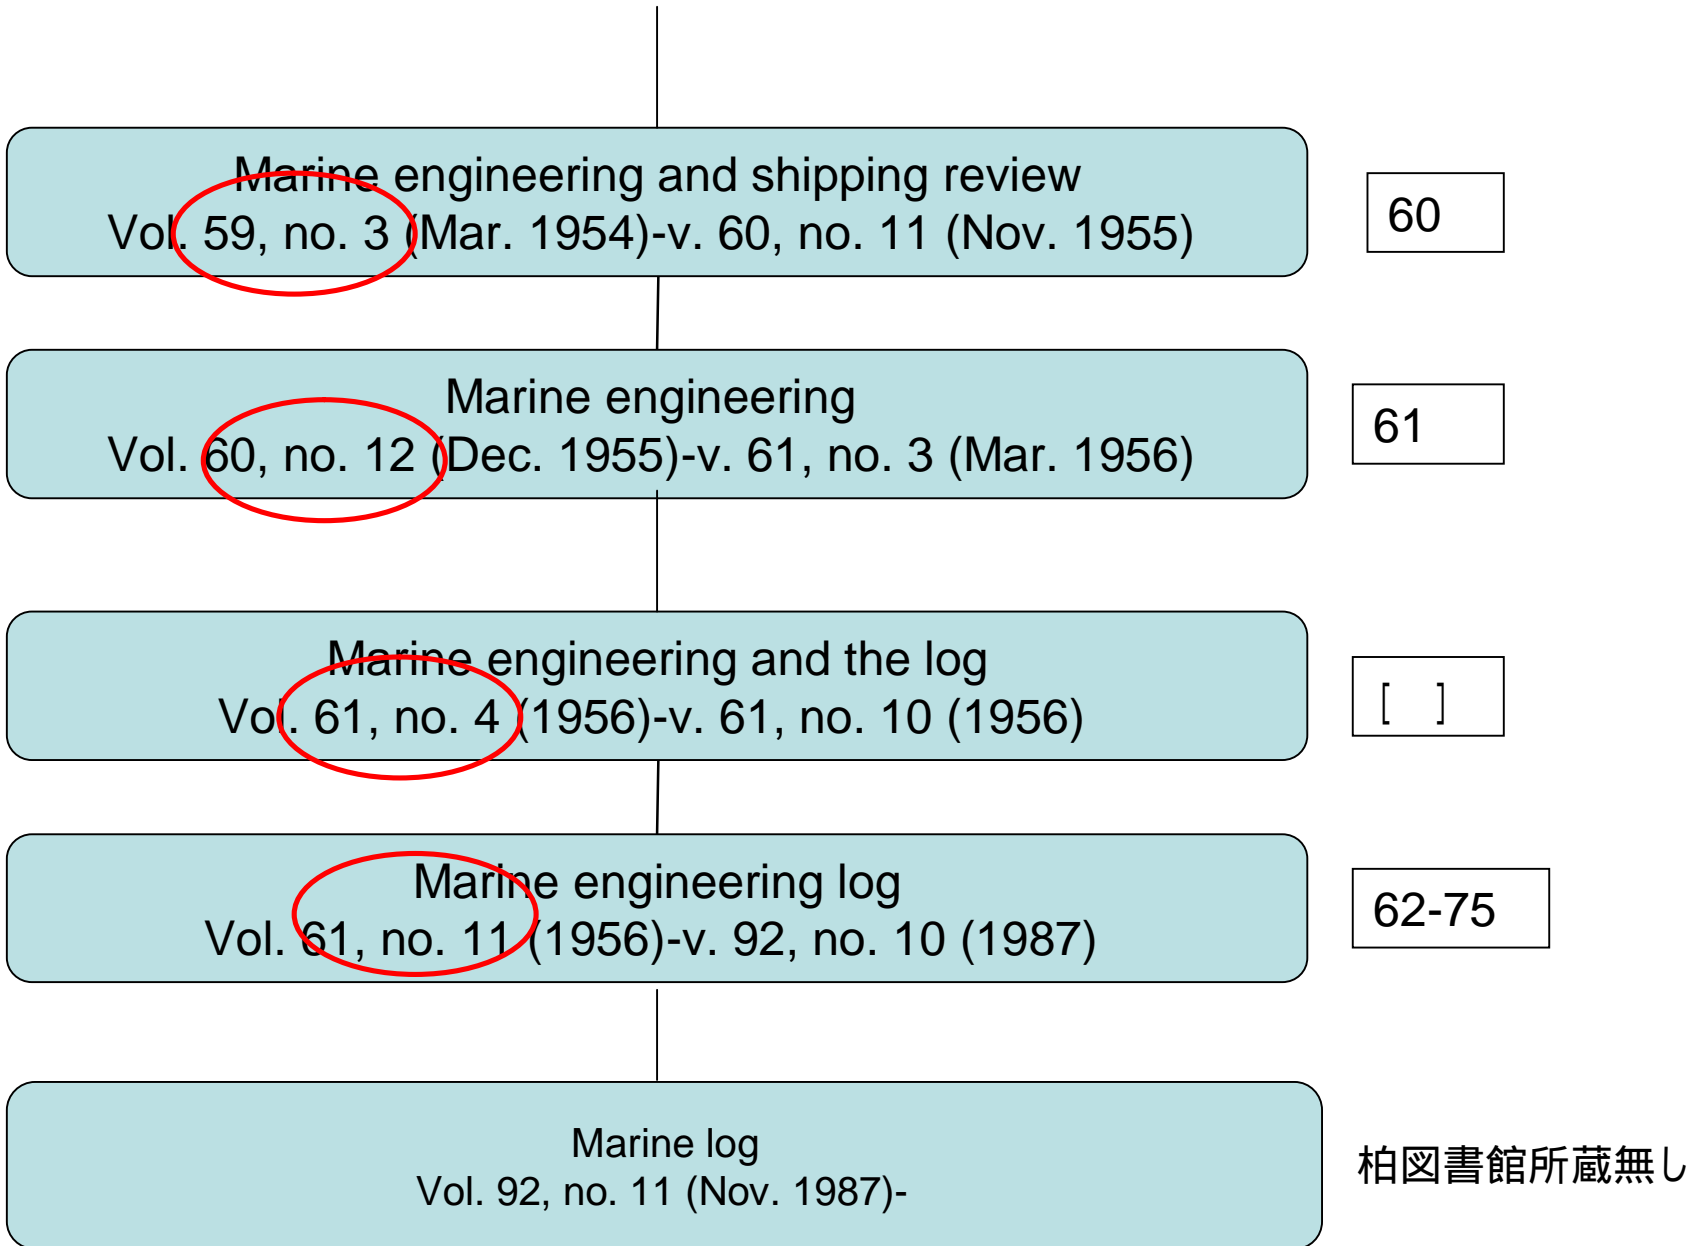 Marine engineering and shipping review
Vol. 59, no. 3 (Mar. 1954)-v. 60, no. 11 (Nov. 1955)
60
Marine engineering
Vol. 60, no. 12 (Dec. 1955)-v. 61, no. 3 (Mar. 1956)
61
Marine engineering and the log
Vol. 61, no. 4 (1956)-v. 61, no. 10 (1956)
[ ]
Marine engineering log
Vol. 61, no. 11 (1956)-v. 92, no. 10 (1987)
62-75
Marine log
Vol. 92, no. 11 (Nov. 1987)-
柏図書館所蔵無し